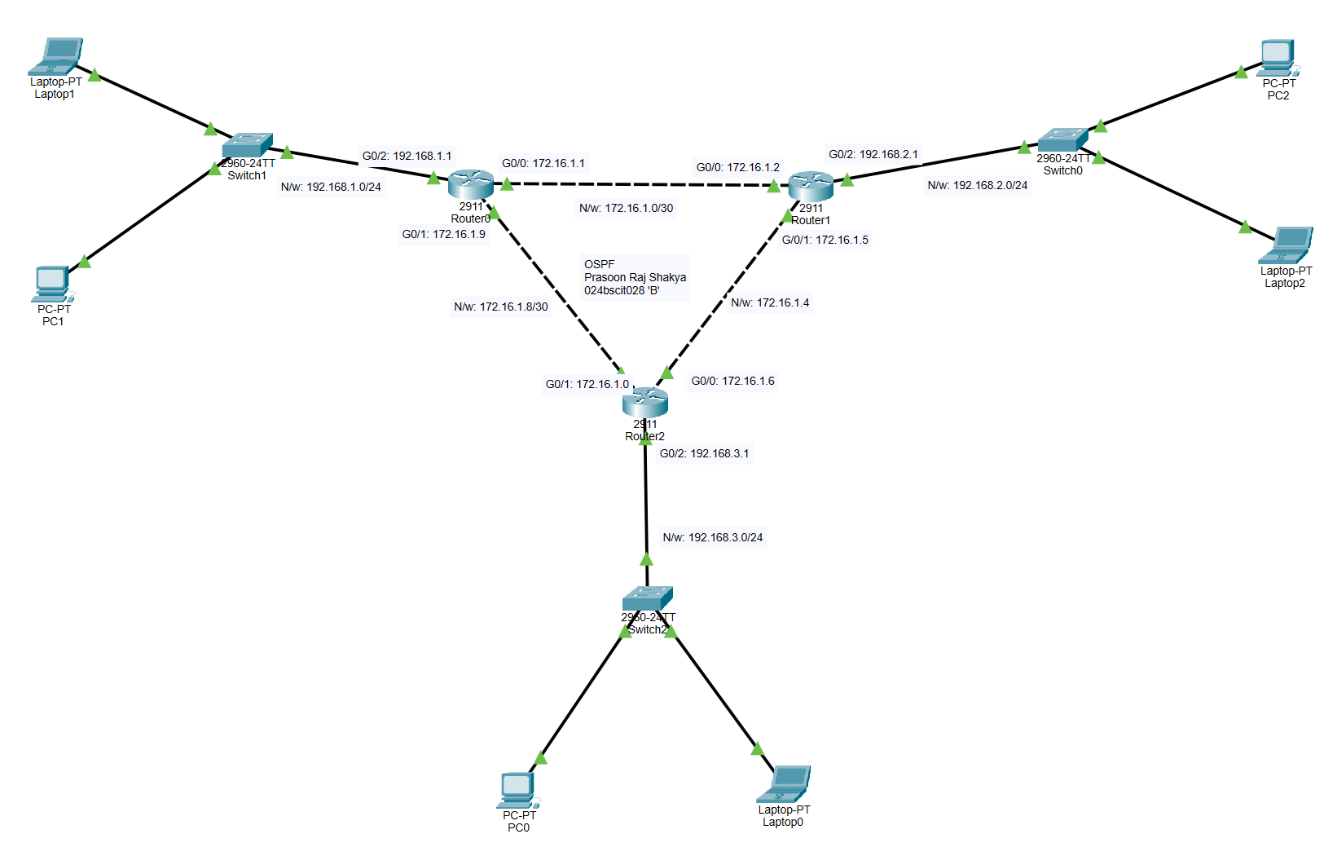 Laptop-PT
Laptop1
PC-PT
PC2
2960-24TT
Switch1
G0/2: 192.168.1.1
G0/0: 172.16.1.1
G0/0: 172.16.1.2
G0/2: 192.168.2.1
2960-24TT
Switch0
N/w: 192.168.1.0/24
N/w: 192.168.2.0/24
2911
Router0
N/w: 172.16.1.0/30
2911
Router1
G0/1: 172.16.1.9
G/0/1: 172.16.1.5
OSPF
Prasoon Raj Shakya
024bscit028 'B'
Laptop-PT
Laptop2
PC-PT
PC1
N/w: 172.16.1.8/30
N/w: 172.16.1.4
G0/1: 172.16.1.0
G0/0: 172.16.1.6
2911
Router2
G0/2: 192.168.3.1
N/w: 192.168.3.0/24
2960-24TT
Switch2
PC-PT
PC0
Laptop-PT
Laptop0